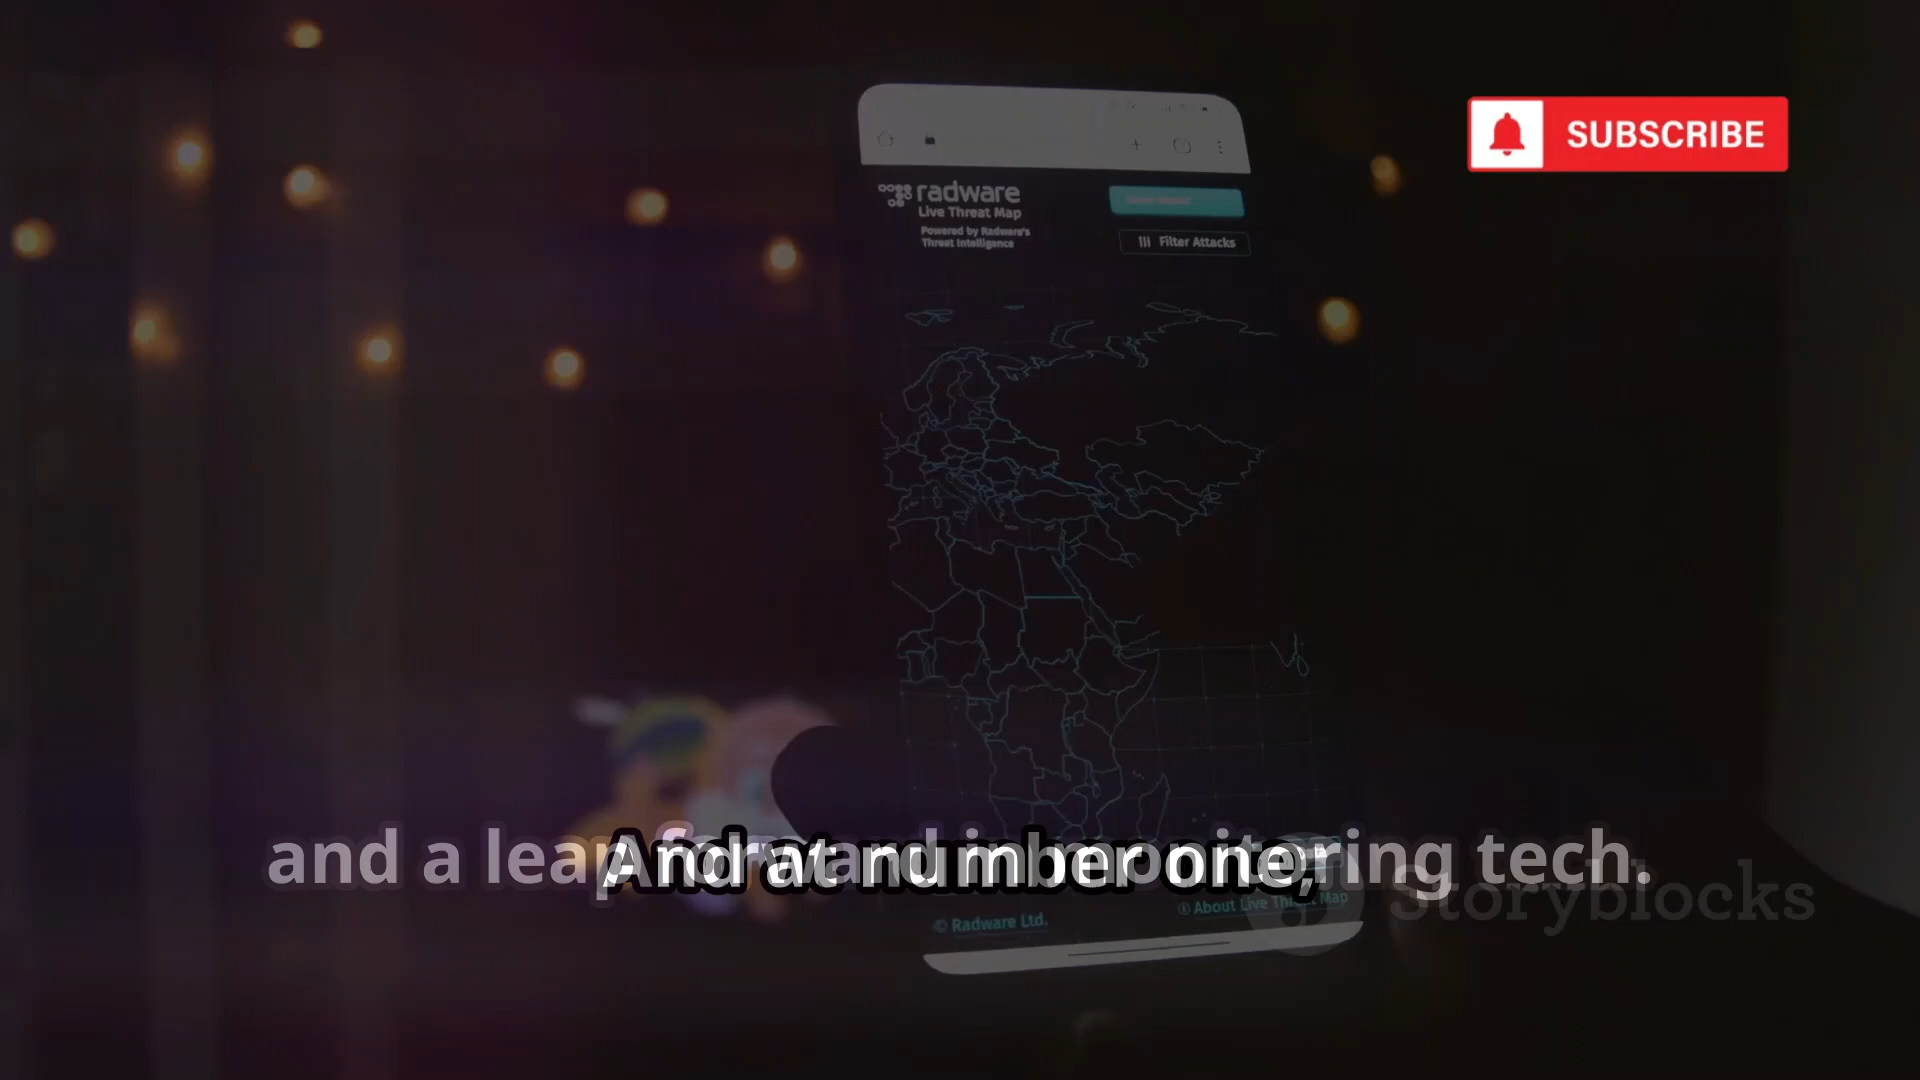 SUBSCRIBE
radware
Live Threat Map
Powered by Radware's
Threat Intelligence
Filter Attacks
and a leap forward in monitoring tech.
And at number one,
Storyblocks
About Live Threat Map
© Radware Ltd.